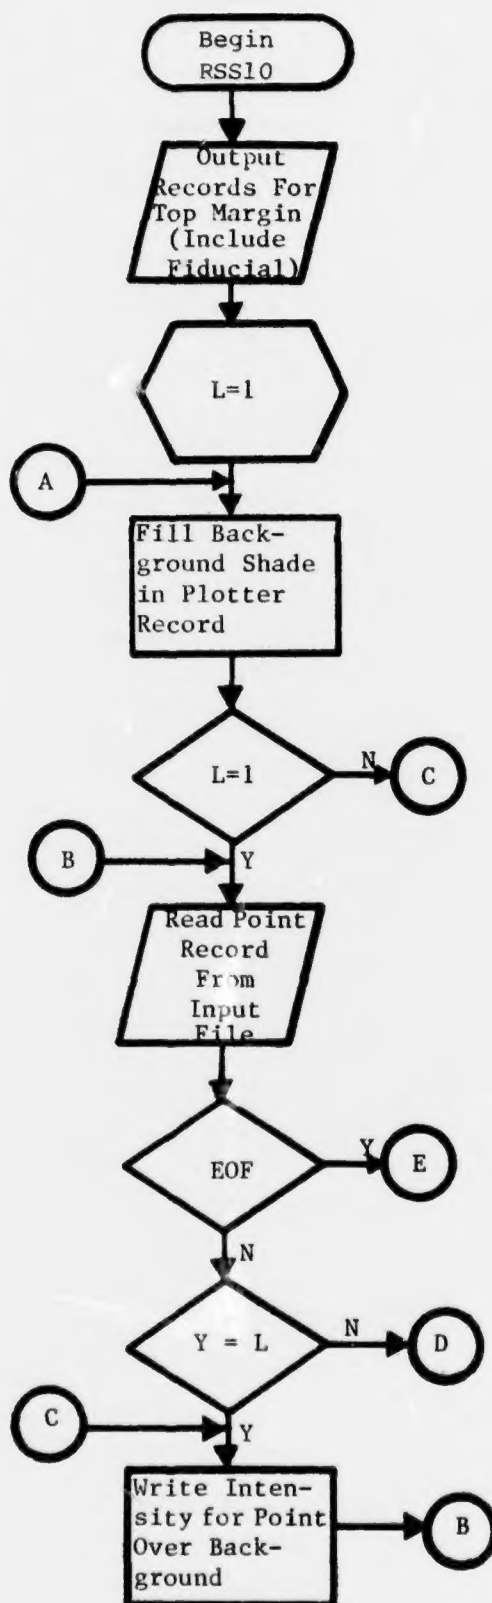 Begin
RSS10
Output
Records For
Top Margin
(Include
Fiducial)
L=1
A
Fill Back-
ground Shade
in Plotter
Record
L=1
N
C
B
Y
Read Point
Record
From
Input
File
EOF
Y
E
N
Y = L
N
D
C
Y
Write Inten-
sity for Point
Over Back-
ground
B